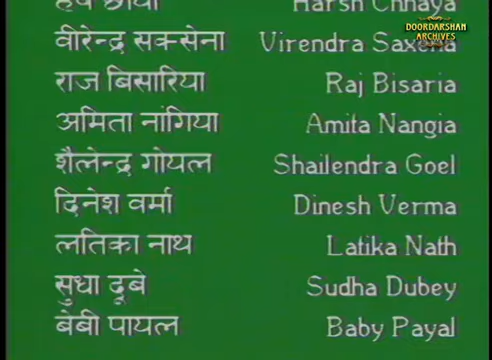 हर्ष छाया Harsh Chhaya
DOORDARSHAN
ARCHIVES
वीरेन्द्र सक्सेना Virendra Saxena
राज बिसारिया Raj Bisaria
अमिता नांगिया Amita Nangia
शैलेन्द्र गोयल Shailendra Goel
दिनेश वर्मा Dinesh Verma
लतिका नाथ Latika Nath
सुधा दूबे Sudha Dubey
बेबी पायल Baby Payal